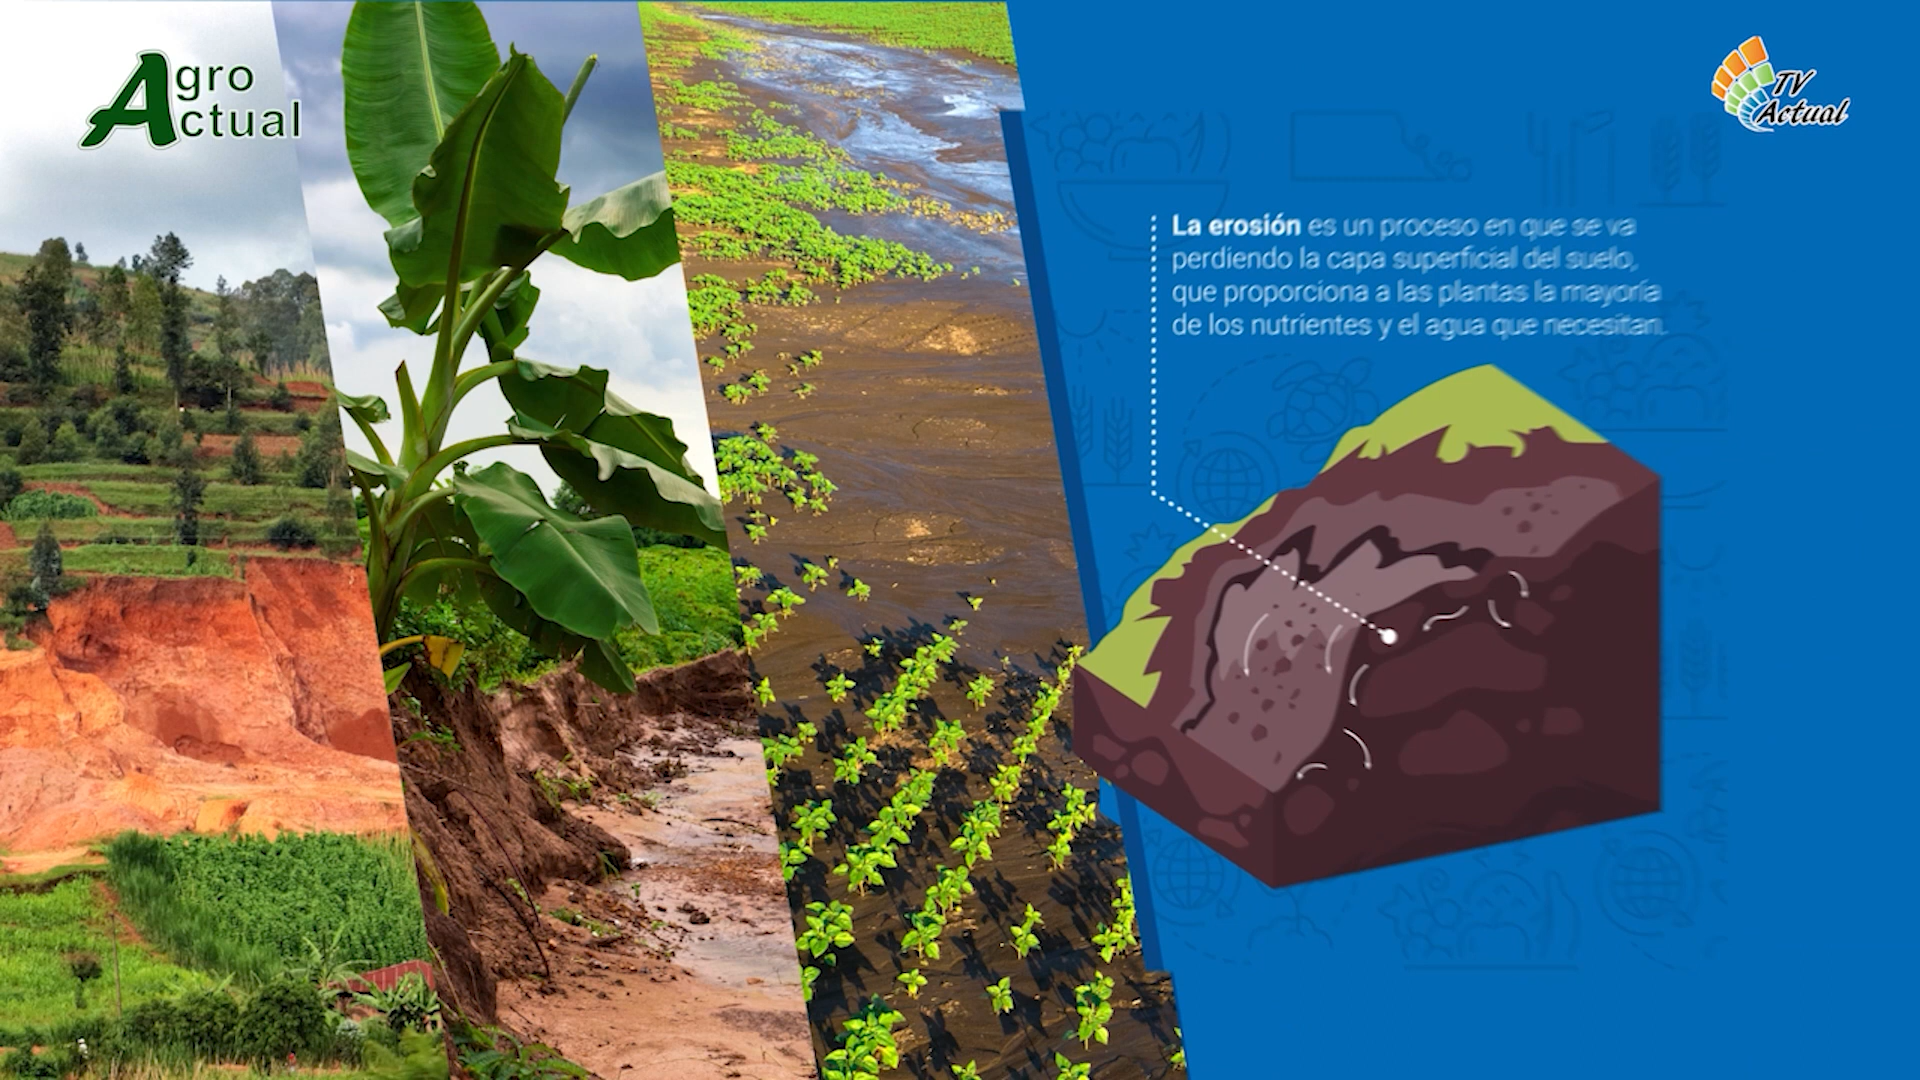 Agro
Actual
TV
Actual
La erosión es un proceso en que se va
perdiendo la capa superficial del suelo,
que proporciona a las plantas la mayoría
de los nutrientes y el agua que necesitan.